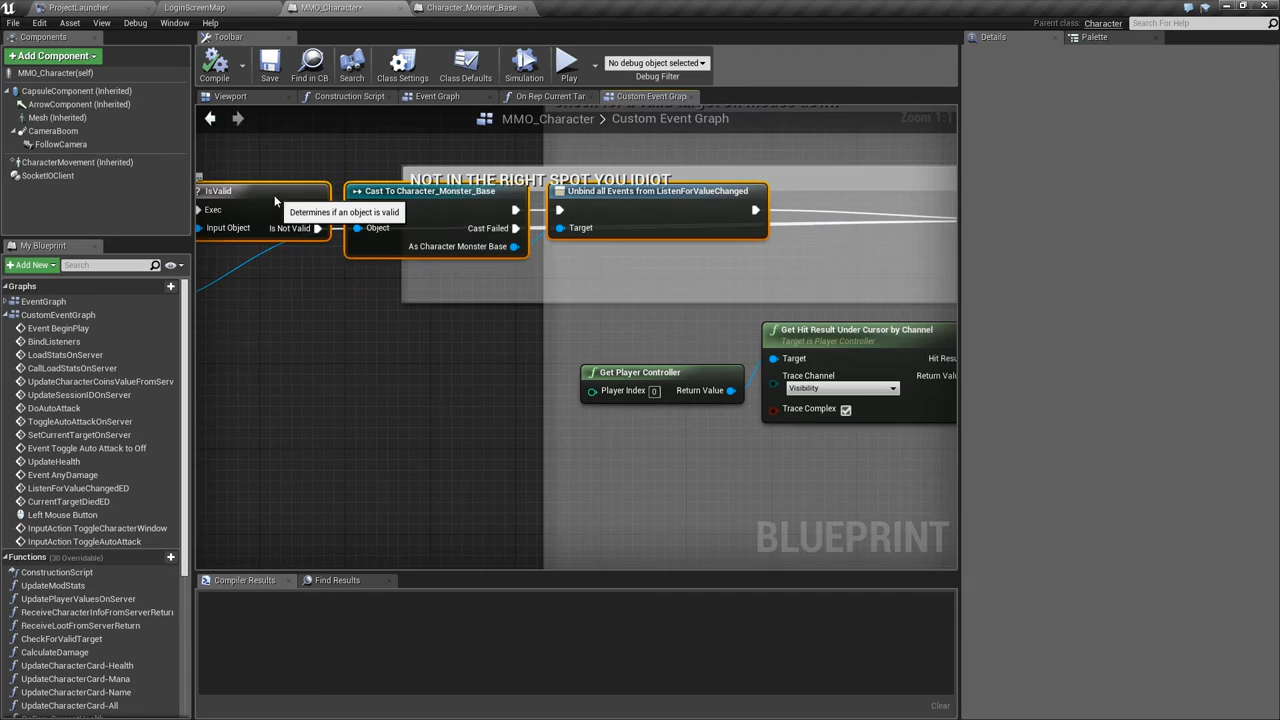 ProjectLauncher LoginScreenMap MMO_Character* Character_Monster_Base
File Edit Asset View Debug Window Help Parent class: Character Search For Help
Components Toolbar Details Palette
+Add Component
MMO_Character(self)
CapsuleComponent (Inherited)
ArrowComponent (Inherited)
Mesh (Inherited)
CameraBoom
FollowCamera
CharacterMovement (Inherited)
SocketIOClient
Compile Save Find in CB Search Class Settings Class Defaults Simulation Play
No debug object selected
Debug Filter
Viewport Construction Script Event Graph On Rep Current Tar Custom Event Grap
MMO_Character > Custom Event Graph
Zoom 1:1
NOT IN THE RIGHT SPOT YOU IDIOT
? IsValid
Exec
Input Object Is Not Valid
Determines if an object is valid
Cast To Character_Monster_Base
Object Cast Failed
As Character Monster Base
Unbind all Events from ListenForValueChanged
Target
Get Player Controller
Player Index 0 Return Value
Get Hit Result Under Cursor by Channel
Target is Player Controller
Target Hit Resu
Trace Channel Return Valu
Visibility
Trace Complex
BLUEPRINT
My Blueprint
+Add New Search
Graphs
EventGraph
CustomEventGraph
Event BeginPlay
BindListeners
LoadStatsOnServer
CallLoadStatsOnServer
UpdateCharacterCoinsValueFromServ
UpdateSessionIDOnServer
DoAutoAttack
ToggleAutoAttackOnServer
SetCurrentTargetOnServer
Event Toggle Auto Attack to Off
UpdateHealth
Event AnyDamage
ListenForValueChangedED
CurrentTargetDiedED
Left Mouse Button
InputAction ToggleCharacterWindow
InputAction ToggleAutoAttack
Functions (30 Overridable)
ConstructionScript
UpdateModStats
UpdatePlayerValuesOnServer
ReceiveCharacterInfoFromServerReturn
ReceiveLootFromServerReturn
CheckForValidTarget
CalculateDamage
UpdateCharacterCard-Health
UpdateCharacterCard-Mana
UpdateCharacterCard-Name
UpdateCharacterCard-All
Compiler Results Find Results
Clear